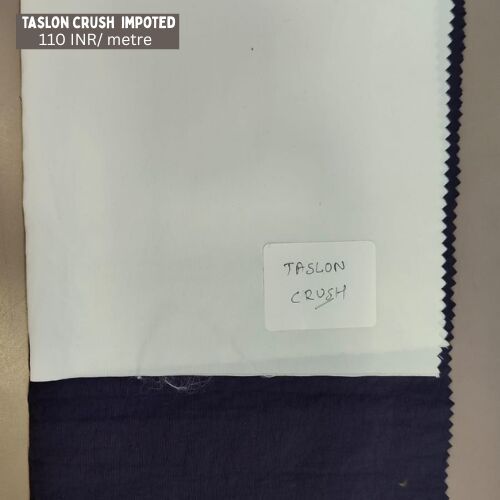 TASLON CRUSH IMPOTED
110 INR/ metre
TASLON
CRUSH